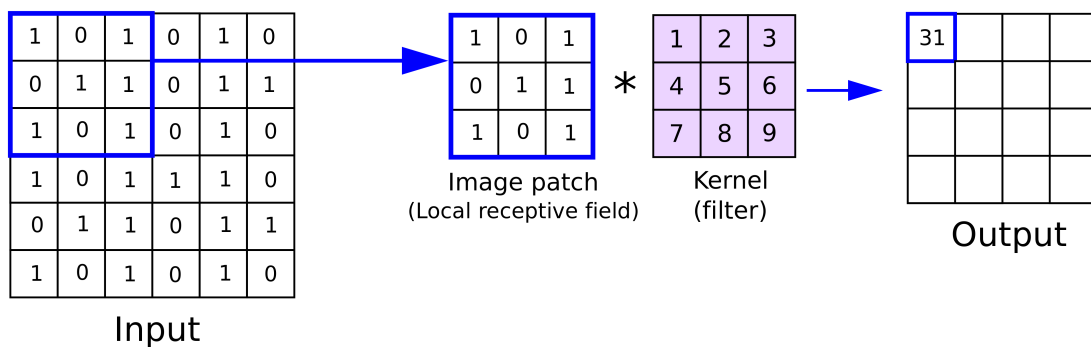 1 0 1 0 1 0
0 1 1 0 1 1
1 0 1 0 1 0
1 0 1 1 1 0
0 1 1 0 1 1
1 0 1 0 1 0
Input
1 0 1
0 1 1
1 0 1
Image patch
(Local receptive field)
*
1 2 3
4 5 6
7 8 9
Kernel
(filter)
31
Output